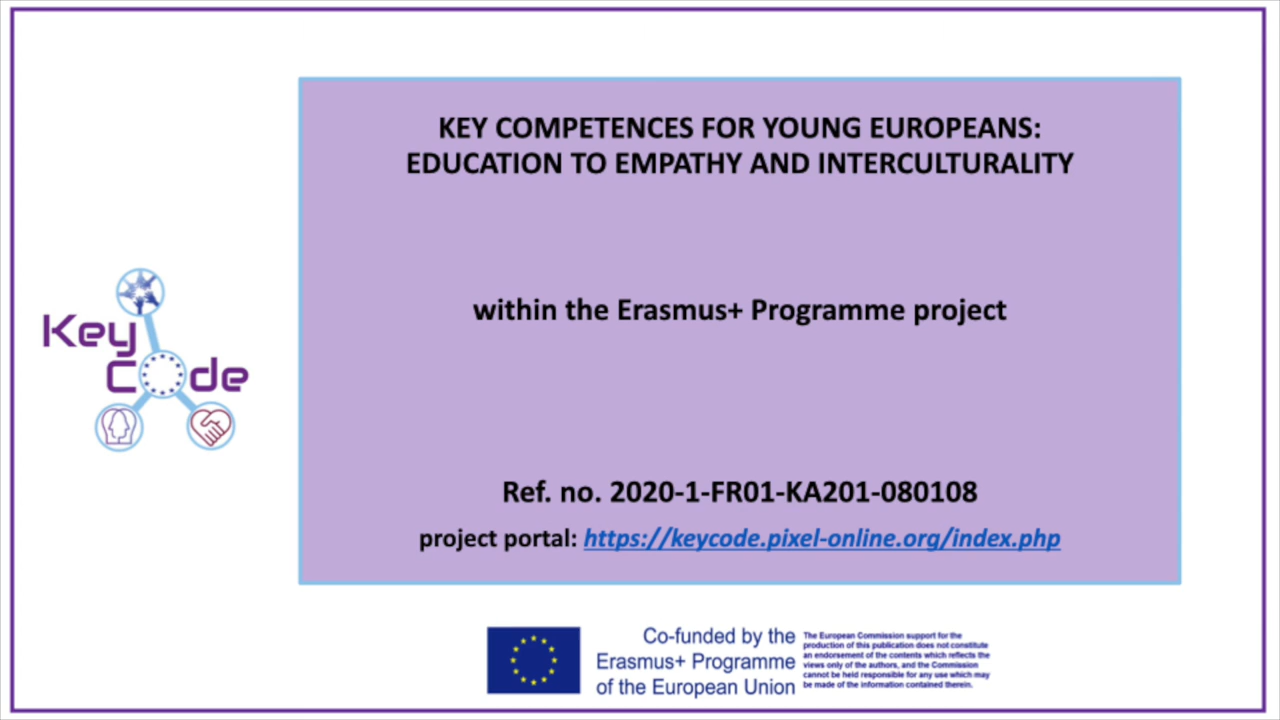 KEY COMPETENCES FOR YOUNG EUROPEANS:
EDUCATION TO EMPATHY AND INTERCULTURALITY
within the Erasmus+ Programme project
Key
Code
Ref. no. 2020-1-FR01-KA201-080108
project portal: https://keycode.pixel-online.org/index.php
Co-funded by the
Erasmus+ Programme
of the European Union
The European Commission support for the
production of this publication does not constitute
an endorsement of the contents which reflects the
views only of the authors, and the Commission
cannot be held responsible for any use which may
be made of the information contained therein.